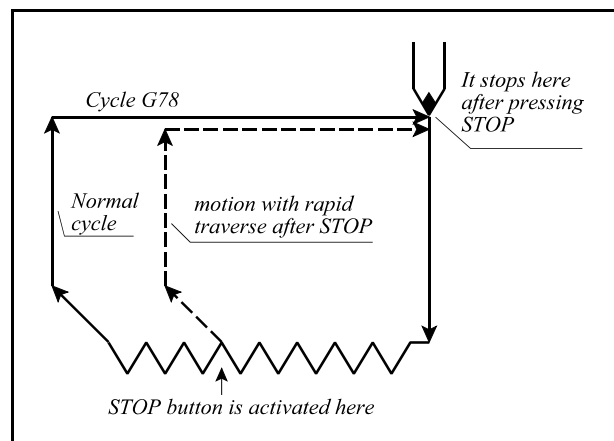 Cycle G78
It stops here
after pressing
STOP
Normal
cycle
motion with rapid
traverse after STOP
STOP button is activated here